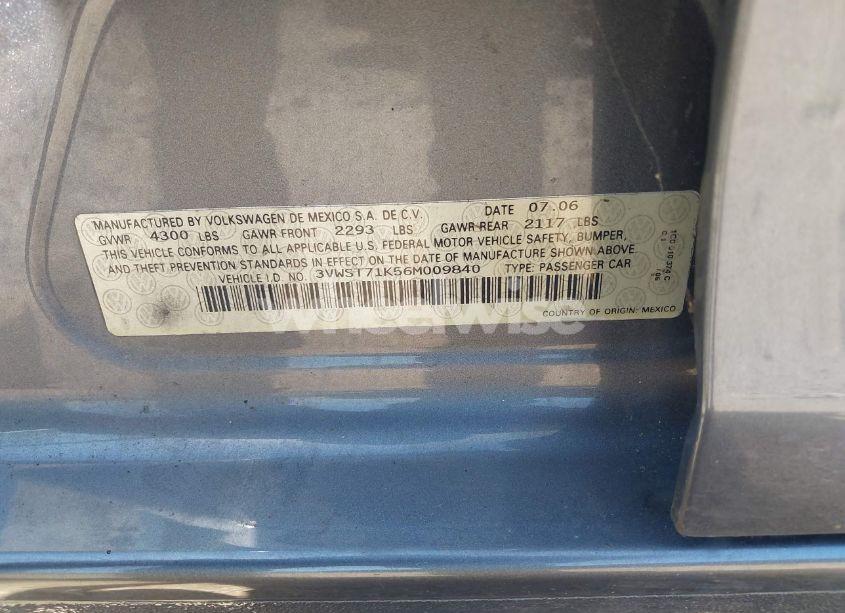 MANUFACTURED BY VOLKSWAGEN DE MEXICO S.A. DE C.V. DATE 07.06
GVWR 4300 LBS GAWR FRONT 2293 LBS GAWR REAR 2117 LBS
THIS VEHICLE CONFORMS TO ALL APPLICABLE U.S. FEDERAL MOTOR VEHICLE SAFETY, BUMPER,
AND THEFT PREVENTION STANDARDS IN EFFECT ON THE DATE OF MANUFACTURE SHOWN ABOVE
VEHICLE I.D. NO. 3VWST71K56M009840 TYPE: PASSENGER CAR
COUNTRY OF ORIGIN: MEXICO
wheelwise